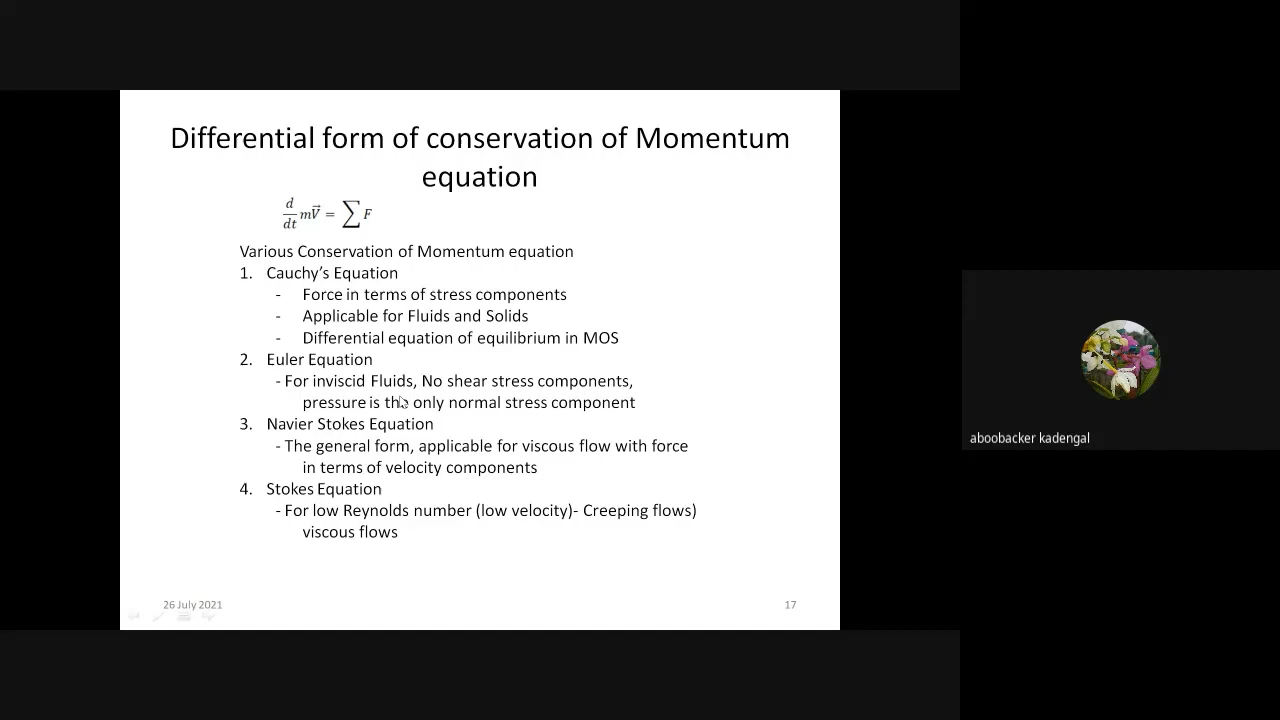 Differential form of conservation of Momentum
equation
d/dt mV⃗ = ∑ F
Various Conservation of Momentum equation
1. Cauchy's Equation
- Force in terms of stress components
- Applicable for Fluids and Solids
- Differential equation of equilibrium in MOS
2. Euler Equation
- For inviscid Fluids, No shear stress components,
pressure is the only normal stress component
3. Navier Stokes Equation
- The general form, applicable for viscous flow with force
in terms of velocity components
4. Stokes Equation
- For low Reynolds number (low velocity)- Creeping flows)
viscous flows
26 July 2021
17
aboobacker kadengal